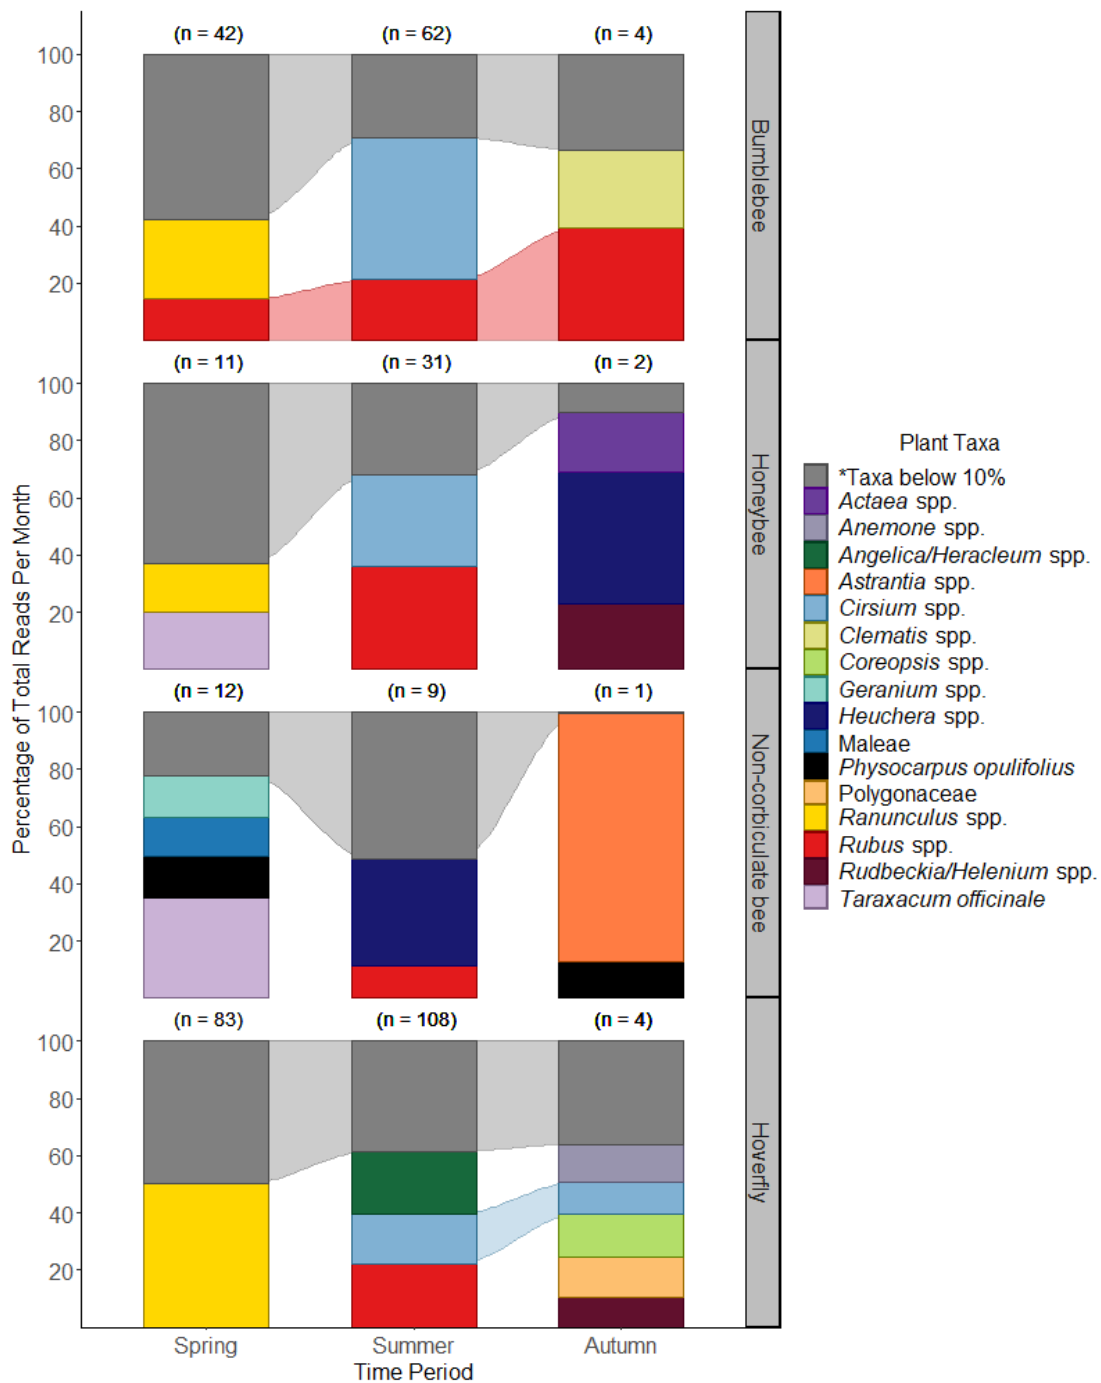 (n = 42) (n = 62) (n = 4)
100
80
60
40
20
Bumblebee
(n = 11) (n = 31) (n = 2)
100
80
60
40
20
Honeybee
(n = 12) (n = 9) (n = 1)
100
80
60
40
20
Non-corbiculate bee
(n = 83) (n = 108) (n = 4)
100
80
60
40
20
Hoverfly
Percentage of Total Reads Per Month
Spring Summer Autumn
Time Period
Plant Taxa
*Taxa below 10%
Actaea spp.
Anemone spp.
Angelica/Heracleum spp.
Astrantia spp.
Cirsium spp.
Clematis spp.
Coreopsis spp.
Geranium spp.
Heuchera spp.
Maleae
Physocarpus opulifolius
Polygonaceae
Ranunculus spp.
Rubus spp.
Rudbeckia/Helenium spp.
Taraxacum officinale